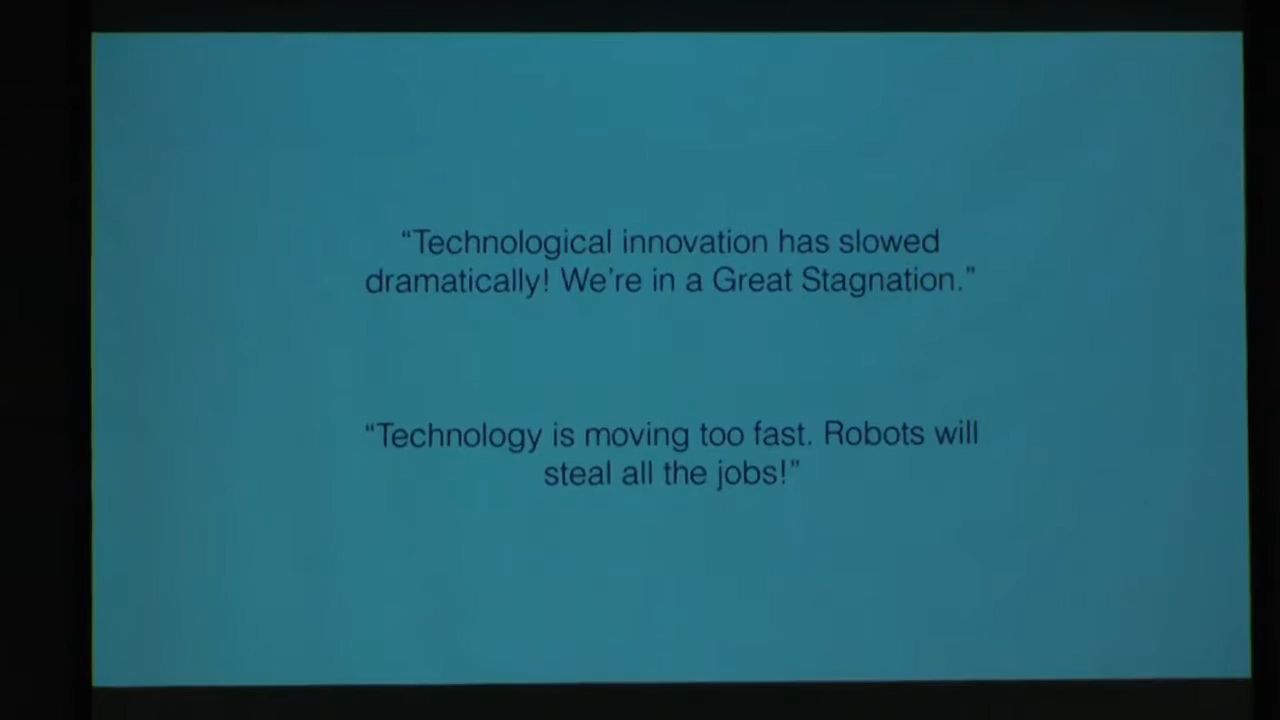 “Technological innovation has slowed
dramatically! We’re in a Great Stagnation.”
“Technology is moving too fast. Robots will
steal all the jobs!”